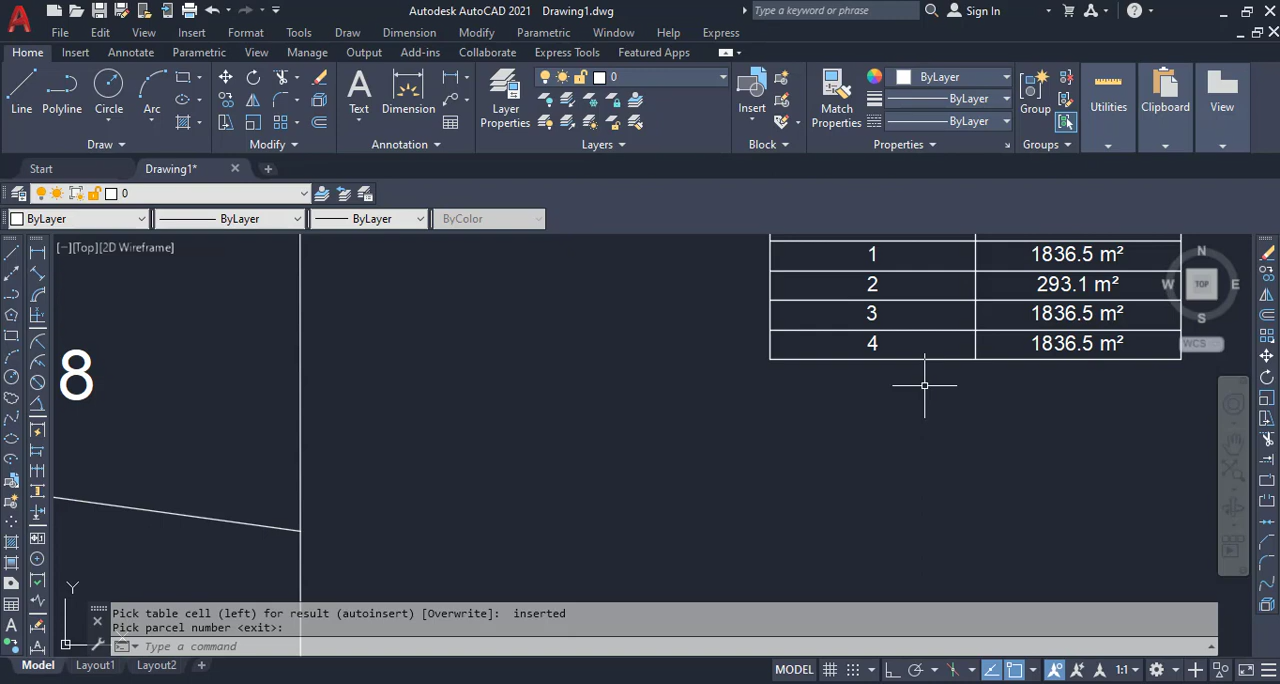 Autodesk AutoCAD 2021 Drawing1.dwg
Type a keyword or phrase
Sign In
File Edit View Insert Format Tools Draw Dimension Modify Parametric Window Help Express
Home Insert Annotate Parametric View Manage Output Add-ins Collaborate Express Tools Featured Apps
Line Polyline Circle Arc
Text Dimension
Layer Properties
0
Insert
Match Properties
ByLayer
ByLayer
ByLayer
Group
Utilities
Clipboard
View
Draw Modify Annotation Layers Block Properties Groups
Start Drawing1*
0
ByLayer ByLayer ByLayer ByColor
[−][Top][2D Wireframe]
1 1836.5 m²
2 293.1 m²
3 1836.5 m²
4 1836.5 m²
N
W TOP E
S
WCS
8
Y
Pick table cell (left) for result (autoinsert) [Overwrite]: inserted
Pick parcel number <exit>:
Type a command
Model Layout1 Layout2 +
MODEL
1:1